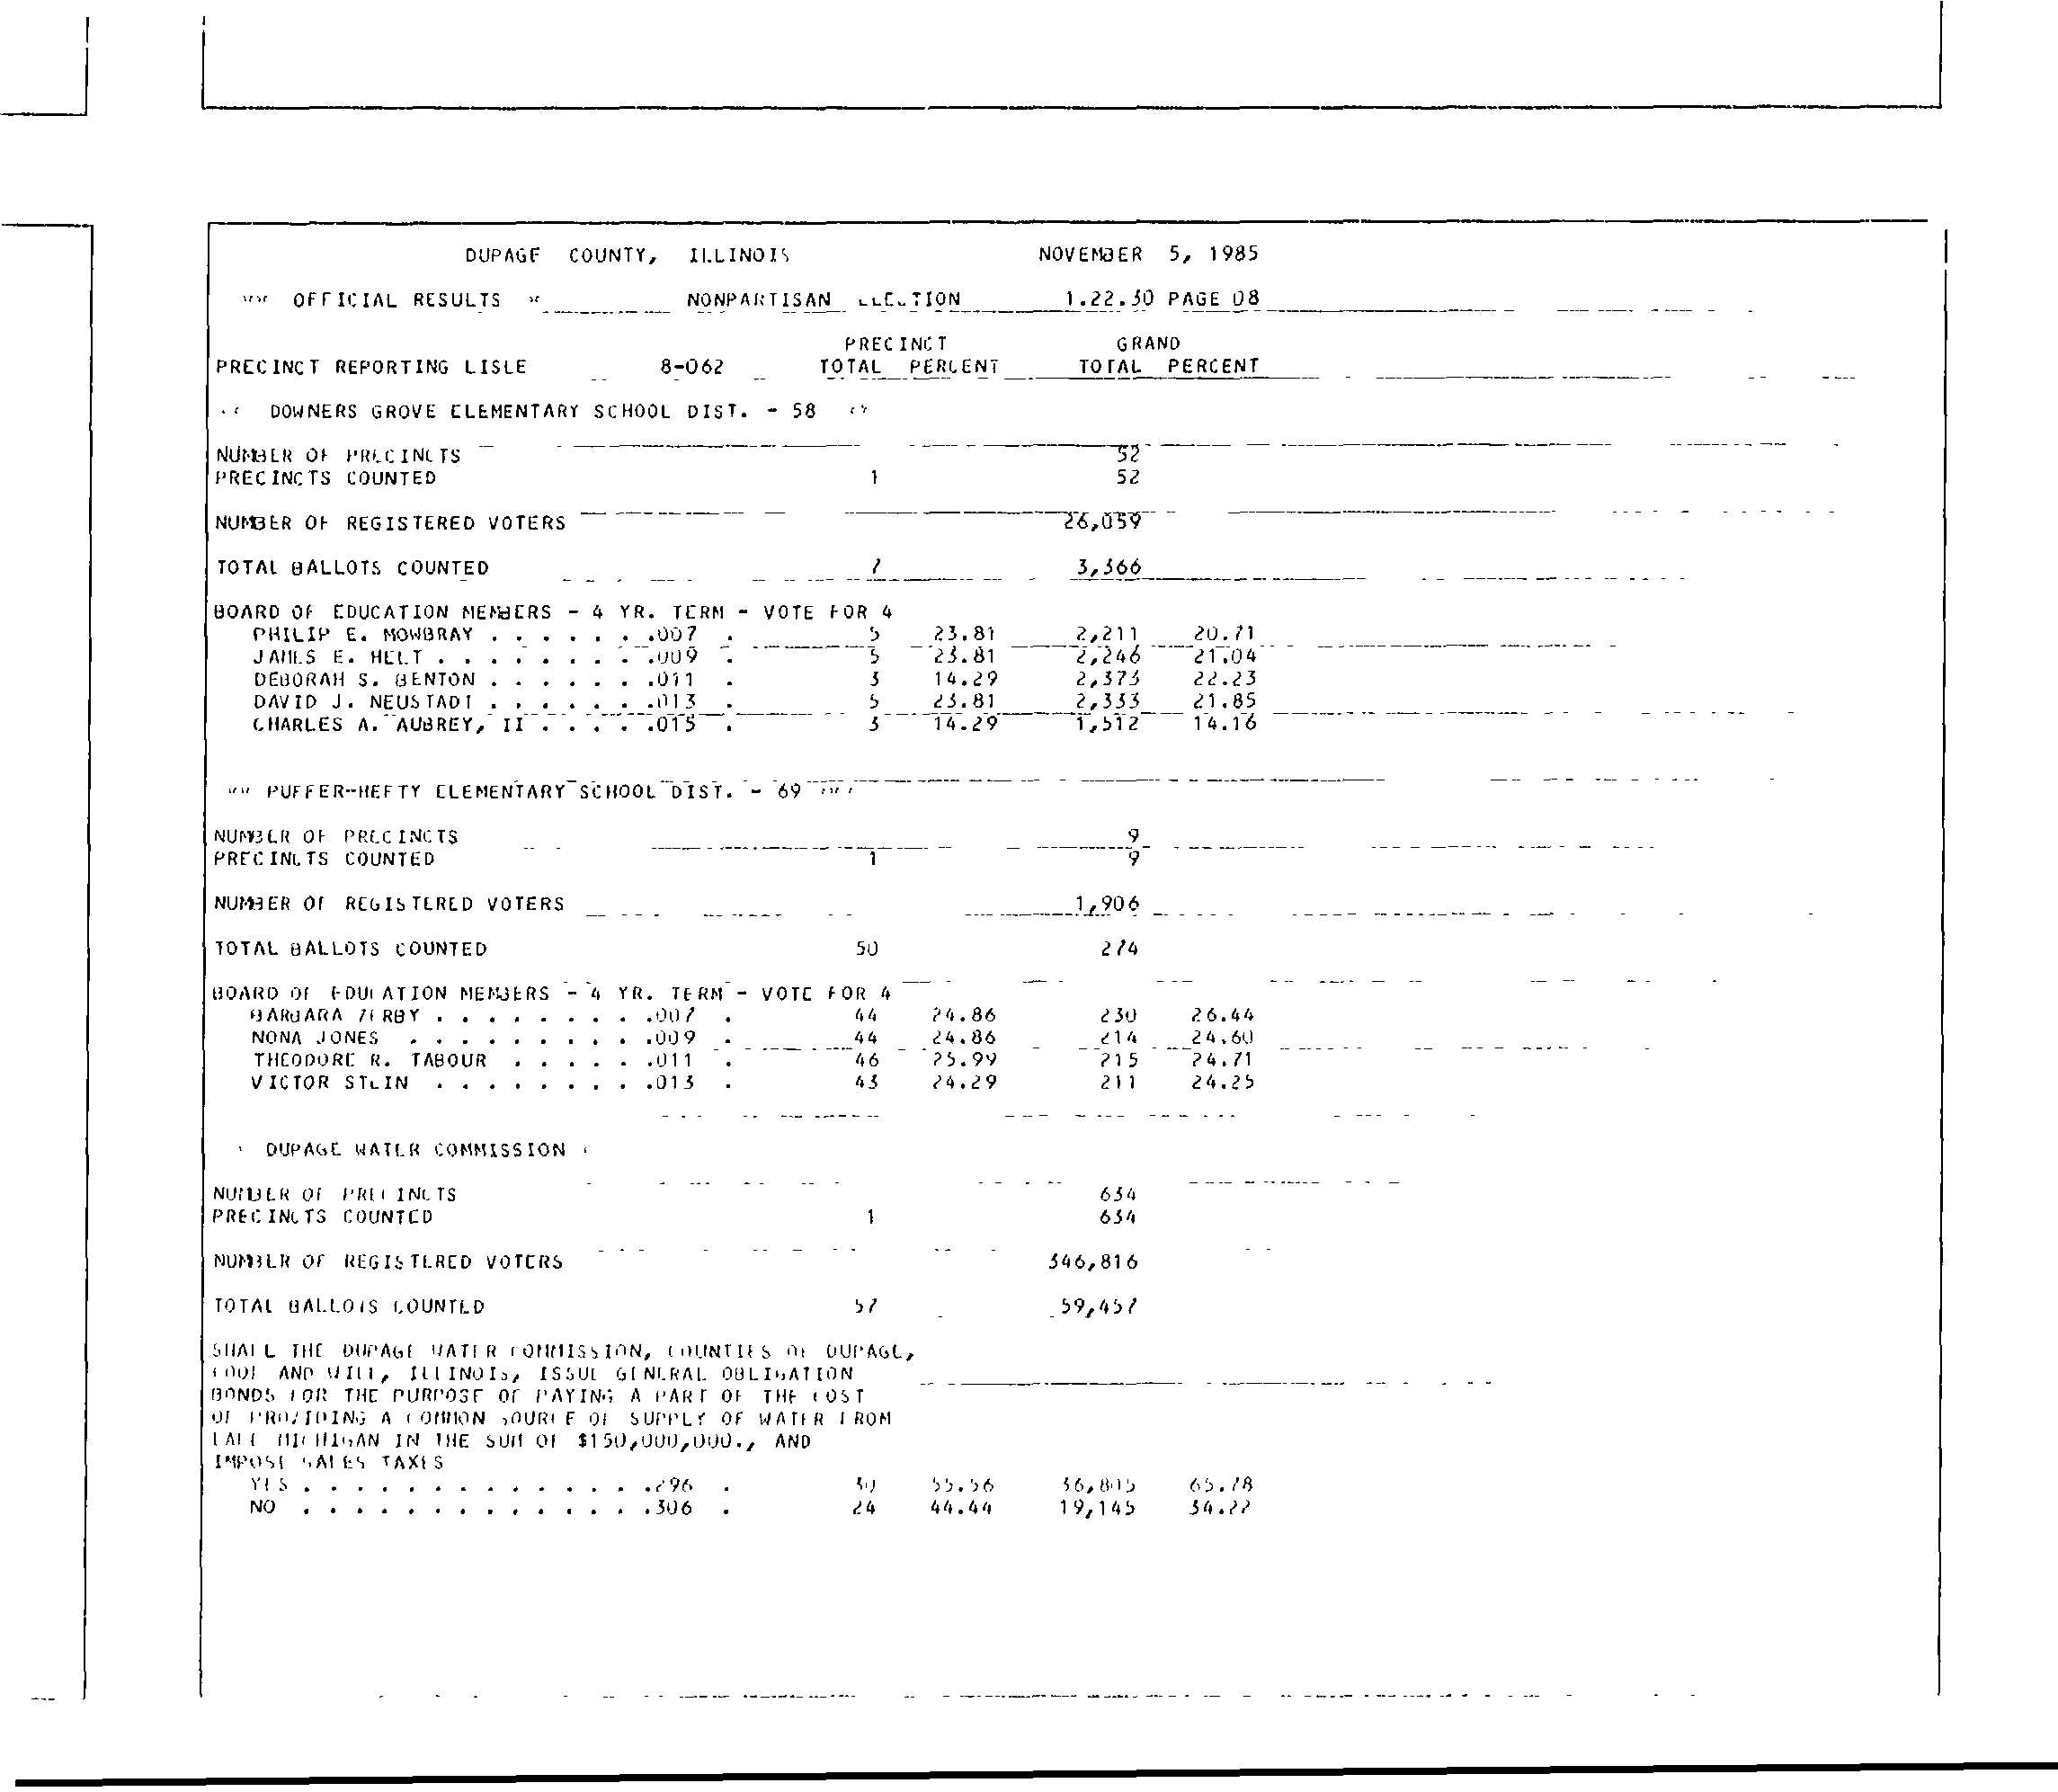 DUPAGE COUNTY, ILLINOIS NOVEMBER 5, 1985
** OFFICIAL RESULTS * NONPARTISAN ELECTION 1.22.30 PAGE 08
PRECINCT GRAND
PRECINCT REPORTING LISLE 8-062 TOTAL PERCENT TOTAL PERCENT
DOWNERS GROVE ELEMENTARY SCHOOL DIST. - 58
NUMBER OF PRECINCTS 52
PRECINCTS COUNTED 1 52
NUMBER OF REGISTERED VOTERS 26,059
TOTAL BALLOTS COUNTED 7 3,366
BOARD OF EDUCATION MEMBERS - 4 YR. TERM - VOTE FOR 4
PHILIP E. MOWBRAY . . . . . . .007 . 5 23.81 2,211 20.71
JAMES E. HELT . . . . . . . . .009 . 5 23.81 2,246 21.04
DEBORAH S. BENTON . . . . . . .011 . 3 14.29 2,373 22.23
DAVID J. NEUSTADT . . . . . . .013 . 5 23.81 2,333 21.85
CHARLES A. AUBREY, II . . . . .015 . 3 14.29 1,512 14.16
** PUFFER-HEFTY ELEMENTARY SCHOOL DIST. - 69 **
NUMBER OF PRECINCTS 9
PRECINCTS COUNTED 1 9
NUMBER OF REGISTERED VOTERS 1,906
TOTAL BALLOTS COUNTED 50 274
BOARD OF EDUCATION MEMBERS - 4 YR. TERM - VOTE FOR 4
BARBARA ZERBY . . . . . . . . .007 . 44 24.86 230 26.44
NONA JONES . . . . . . . . . .009 . 44 24.86 214 24.60
THEODORE R. TABOUR . . . . . .011 . 46 25.99 215 24.71
VICTOR STEIN . . . . . . . . .013 . 43 24.29 211 24.25
DUPAGE WATER COMMISSION
NUMBER OF PRECINCTS 634
PRECINCTS COUNTED 1 634
NUMBER OF REGISTERED VOTERS 346,816
TOTAL BALLOTS COUNTED 57 59,457
SHALL THE DUPAGE WATER COMMISSION, COUNTIES OF DUPAGE,
COOK AND WILL, ILLINOIS, ISSUE GENERAL OBLIGATION
BONDS FOR THE PURPOSE OF PAYING A PART OF THE COST
OF PROVIDING A COMMON SOURCE OF SUPPLY OF WATER FROM
LAKE MICHIGAN IN THE SUM OF $150,000,000., AND
IMPOSE SALES TAXES
YES . . . . . . . . . . . . . .296 . 30 55.56 36,805 65.78
NO . . . . . . . . . . . . . .306 . 24 44.44 19,145 34.22